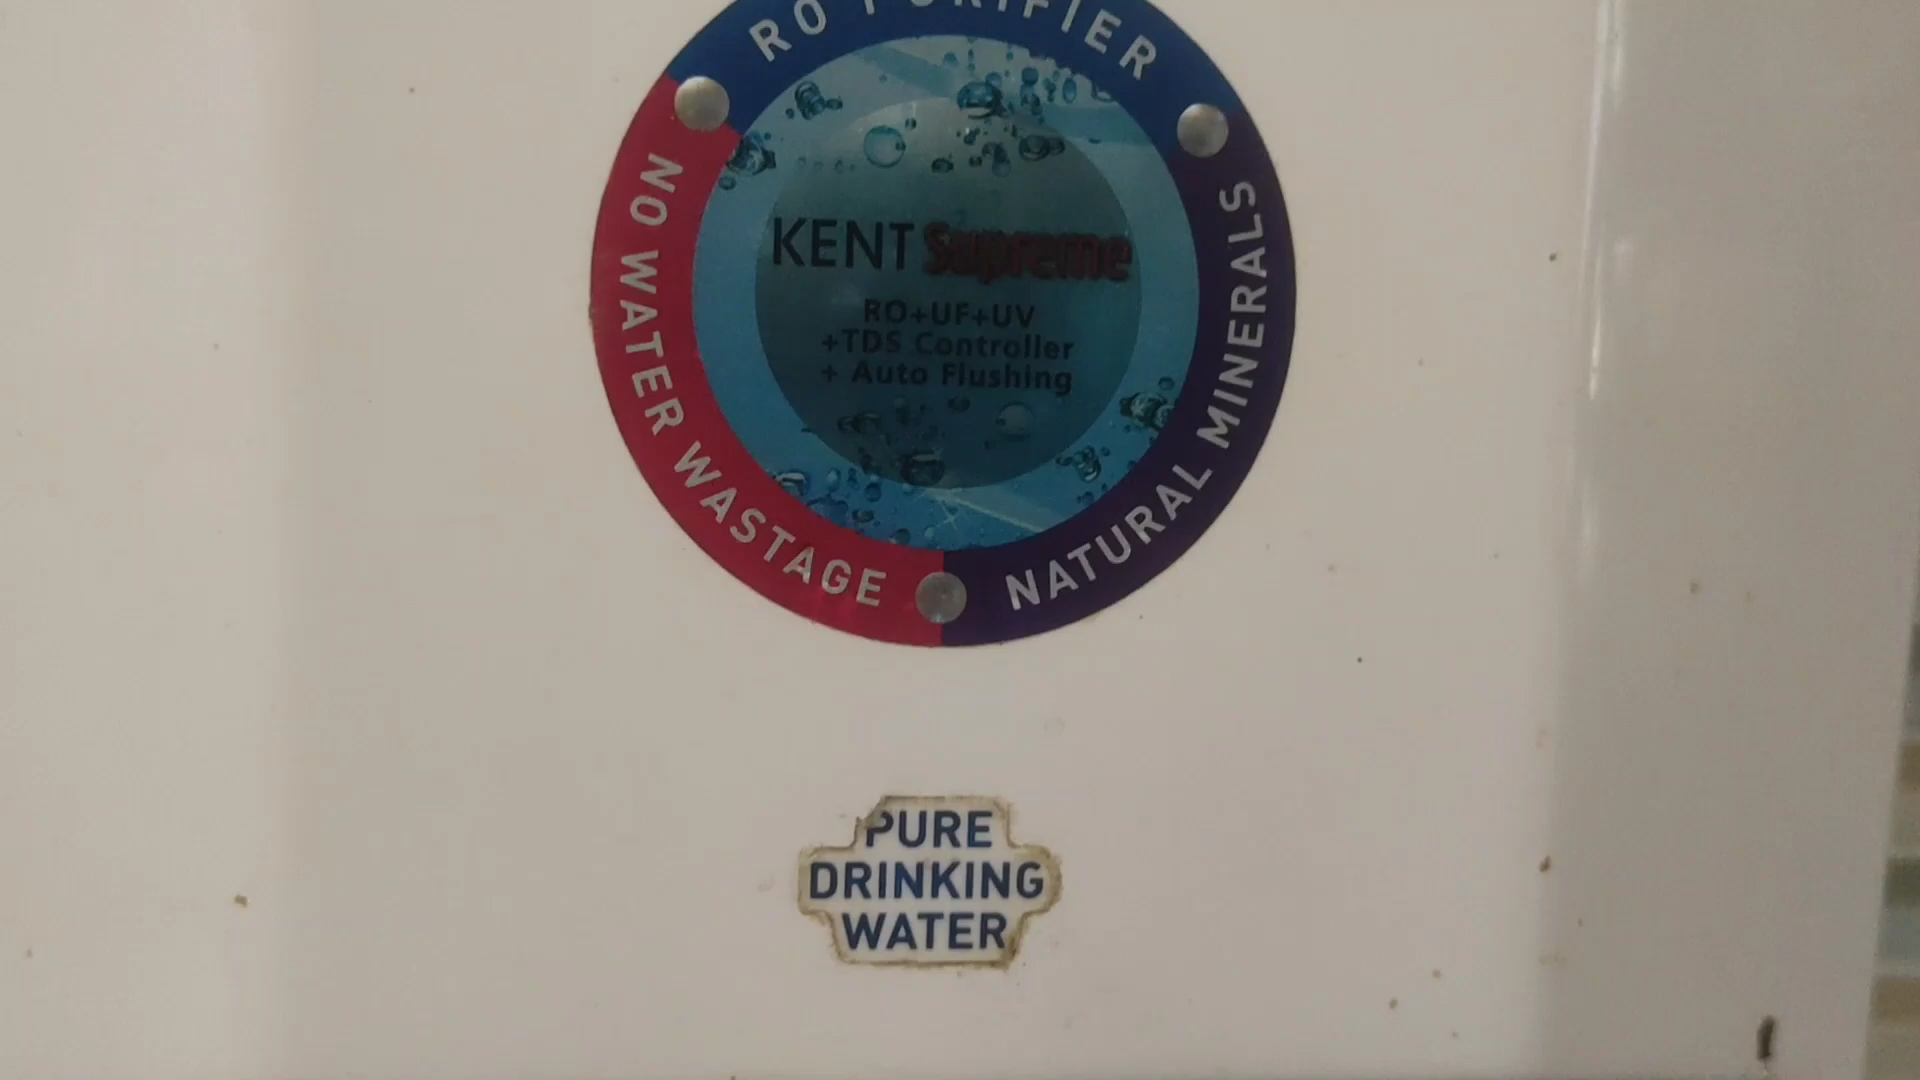 RO PURIFIER
NO WATER WASTAGE
NATURAL MINERALS
KENT Supreme
RO+UF+UV
+TDS Controller
+ Auto Flushing
PURE
DRINKING
WATER